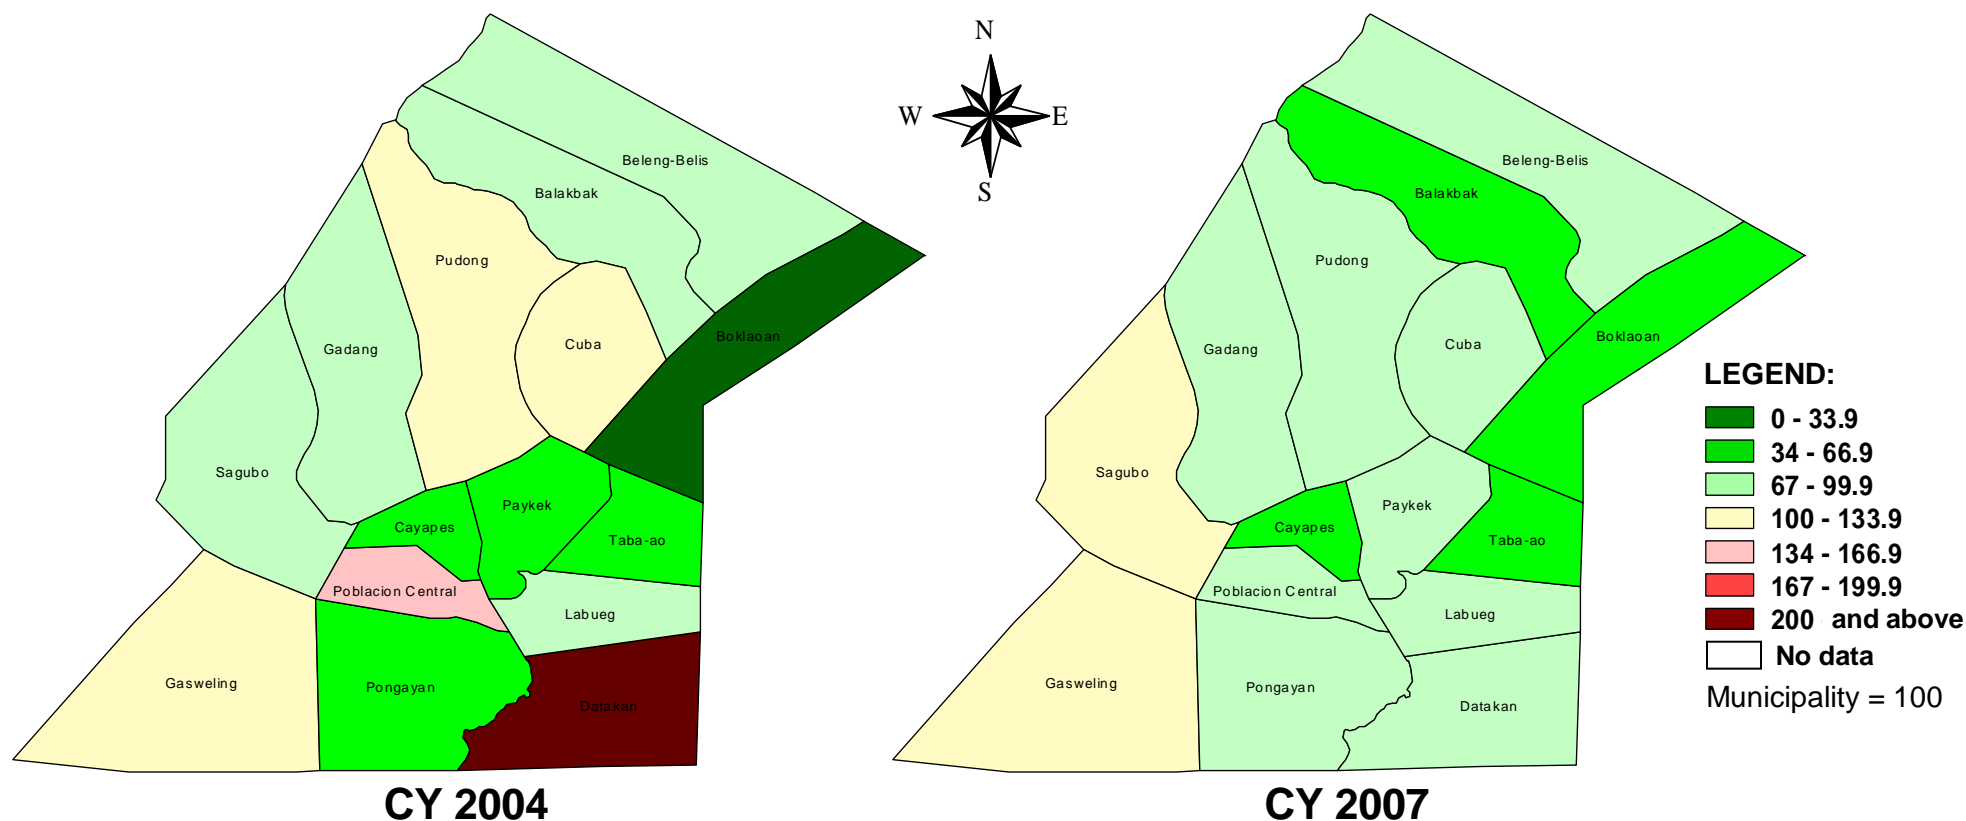 N
W
E
S
Beleng-Belis
Balakbak
Pudong
Boklaoan
Cuba
Gadang
Sagubo
Paykek
Cayapes
Taba-ao
Poblacion Central
Labueg
Gasweling
Pongayan
Datakan
CY 2004
Beleng-Belis
Balakbak
Pudong
Boklaoan
Cuba
Gadang
Sagubo
Paykek
Cayapes
Taba-ao
Poblacion Central
Labueg
Gasweling
Pongayan
Datakan
CY 2007
LEGEND:
0 - 33.9
34 - 66.9
67 - 99.9
100 - 133.9
134 - 166.9
167 - 199.9
200 and above
No data
Municipality = 100